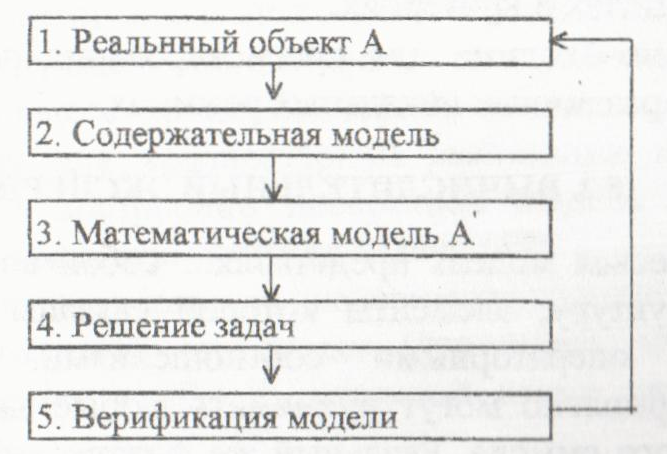 1. Реальнный объект А
2. Содержательная модель
3. Математическая модель А'
4. Решение задач
5. Верификация модели